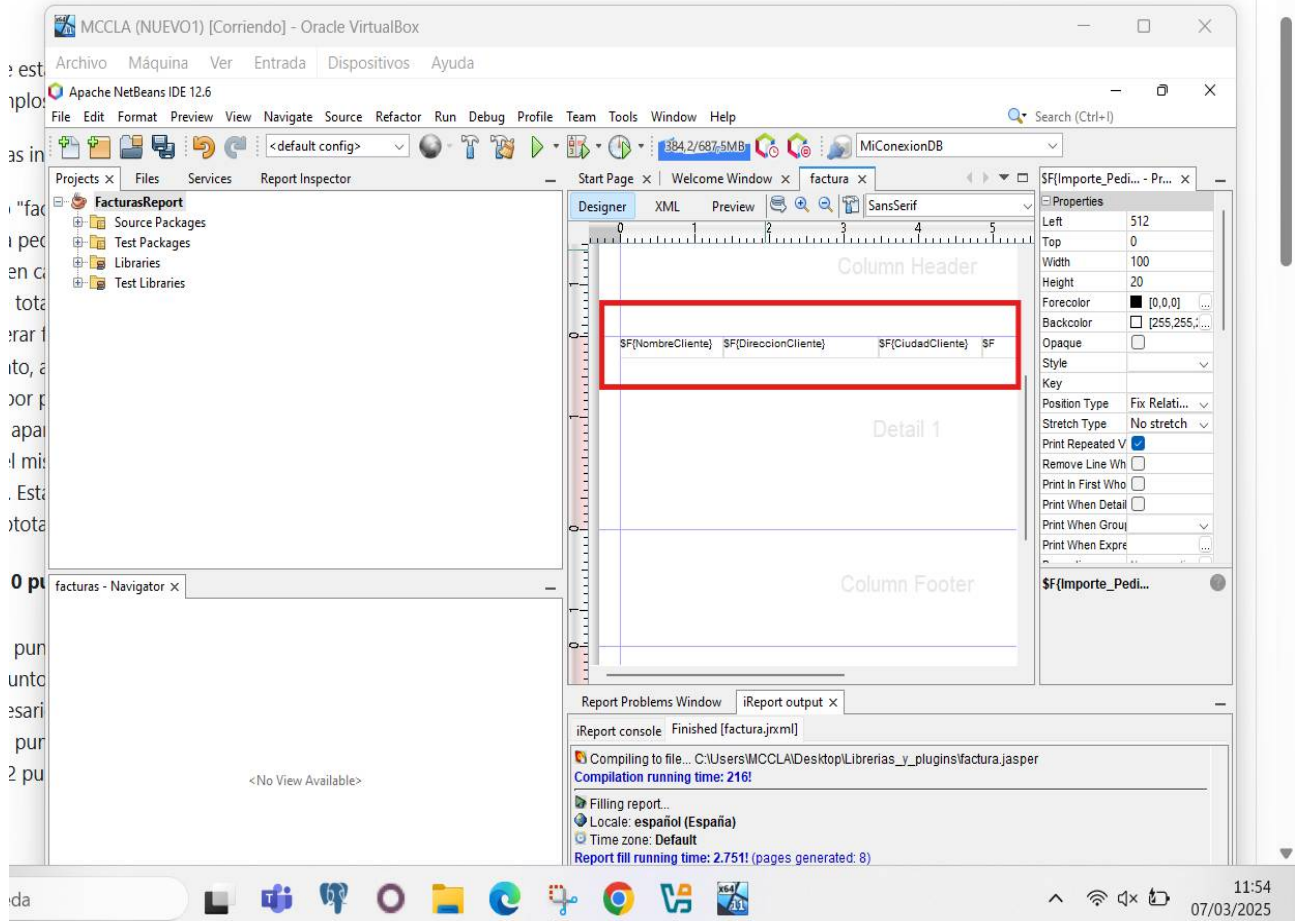 MCCLA (NUEVO1) [Corriendo] - Oracle VirtualBox
Archivo Máquina Ver Entrada Dispositivos Ayuda
Apache NetBeans IDE 12.6
File Edit Format Preview View Navigate Source Refactor Run Debug Profile Team Tools Window Help
Search (Ctrl+I)
<default config>
384,2/687,5MB
MiConexionDB
Projects Files Services Report Inspector
FacturasReport
Source Packages
Test Packages
Libraries
Test Libraries
facturas - Navigator
<No View Available>
Start Page Welcome Window factura
Designer XML Preview SansSerif
0 1 2 3 4 5
Column Header
$F{NombreCliente} $F{DireccionCliente} $F{CiudadCliente} $F
Detail 1
Column Footer
$F{Importe_Pedi... - Pr...
Properties
Left 512
Top 0
Width 100
Height 20
Forecolor [0,0,0] ...
Backcolor [255,255,2 ...
Opaque
Style
Key
Position Type Fix Relati...
Stretch Type No stretch
Print Repeated V
Remove Line Wh
Print In First Who
Print When Detail
Print When Group
Print When Expre ...
$F{Importe_Pedi...
Report Problems Window iReport output
iReport console Finished [factura.jrxml]
Compiling to file... C:\Users\MCCLA\Desktop\Librerias_y_plugins\factura.jasper
Compilation running time: 216!
Filling report...
Locale: español (España)
Time zone: Default
Report fill running time: 2.751! (pages generated: 8)
11:54
07/03/2025